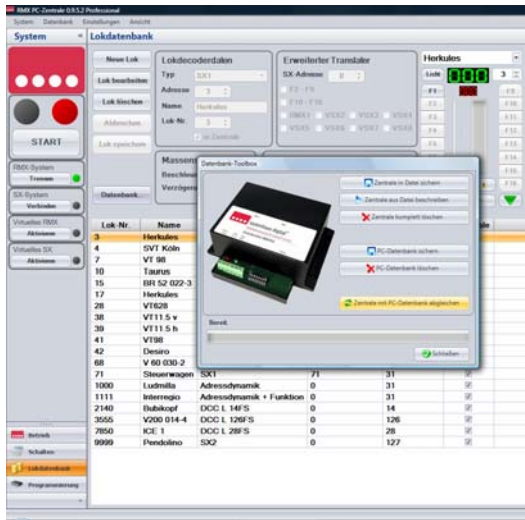 RMX PC-Zentrale 0.9.5.2 Professional
System Datenbank Einstellungen Ansicht
System
START
RMX-System
Trennen
SX-System
Verbinden
Virtuelles RMX
Aktivieren
Virtuelles SX
Aktivieren
Betrieb
Schalten
Lokdatenbank
Programmierung
Lokdatenbank
Neue Lok
Lok bearbeiten
Lok löschen
Abbrechen
Lok speichern
Datenbank
Lokdecoderdaten
Typ SX1
Adresse 3
Name Herkules
Lok-Nr. 3
in Zentrale
Erweiterter Translater
SX-Adresse 0
Herkules
Licht 3
F1
Datenbank-Toolbox
Zentrale in Datei sichern
Zentrale aus Datei beschreiben
Zentrale komplett löschen
PC-Datenbank sichern
PC-Datenbank löschen
Zentrale mit PC-Datenbank abgleichen
Bereit.
Schließen
Lok-Nr. Name
3 Herkules
4 SVT Köln
7 VT 98
10 Taurus
15 BR 52 022-3
17 Herkules
28 VT628
38 VT11.5 v
39 VT11.5 h
41 VT98
42 Desiro
68 V 60 030-2
71 Steuerwagen SX1 71 31
1000 Ludmilla Adressdynamik 0 31
1111 Interregio Adressdynamik + Funktion 0 31
2140 Bubikopf DCC L 14FS 0 14
3555 V200 014-4 DCC L 126FS 0 126
7850 ICE 1 DCC L 28FS 0 28
9999 Pendolino SX2 0 127